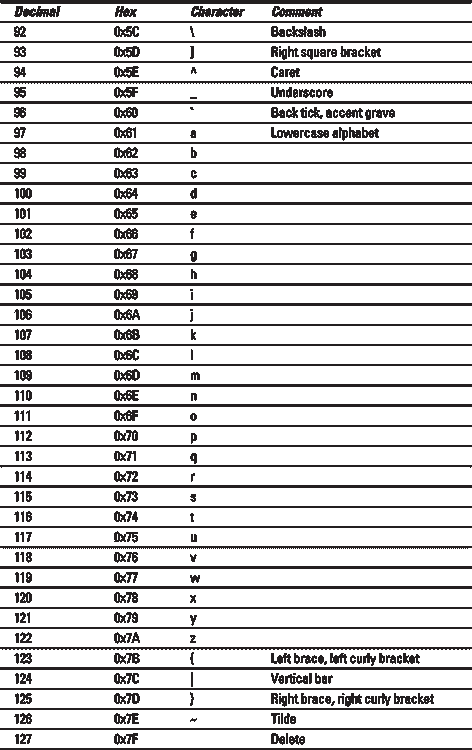 Decimal Hex Character Comment
92 0x5C \ Backslash
93 0x5D ] Right square bracket
94 0x5E ^ Caret
95 0x5F _ Underscore
96 0x60 ` Back tick, accent grave
97 0x61 a Lowercase alphabet
98 0x62 b
99 0x63 c
100 0x64 d
101 0x65 e
102 0x66 f
103 0x67 g
104 0x68 h
105 0x69 i
106 0x6A j
107 0x6B k
108 0x6C l
109 0x6D m
110 0x6E n
111 0x6F o
112 0x70 p
113 0x71 q
114 0x72 r
115 0x73 s
116 0x74 t
117 0x75 u
118 0x76 v
119 0x77 w
120 0x78 x
121 0x79 y
122 0x7A z
123 0x7B { Left brace, left curly bracket
124 0x7C | Vertical bar
125 0x7D } Right brace, right curly bracket
126 0x7E ~ Tilde
127 0x7F Delete